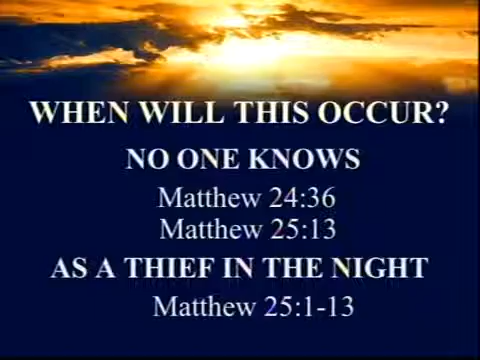 WHEN WILL THIS OCCUR?
NO ONE KNOWS
Matthew 24:36
Matthew 25:13
AS A THIEF IN THE NIGHT
Matthew 25:1-13